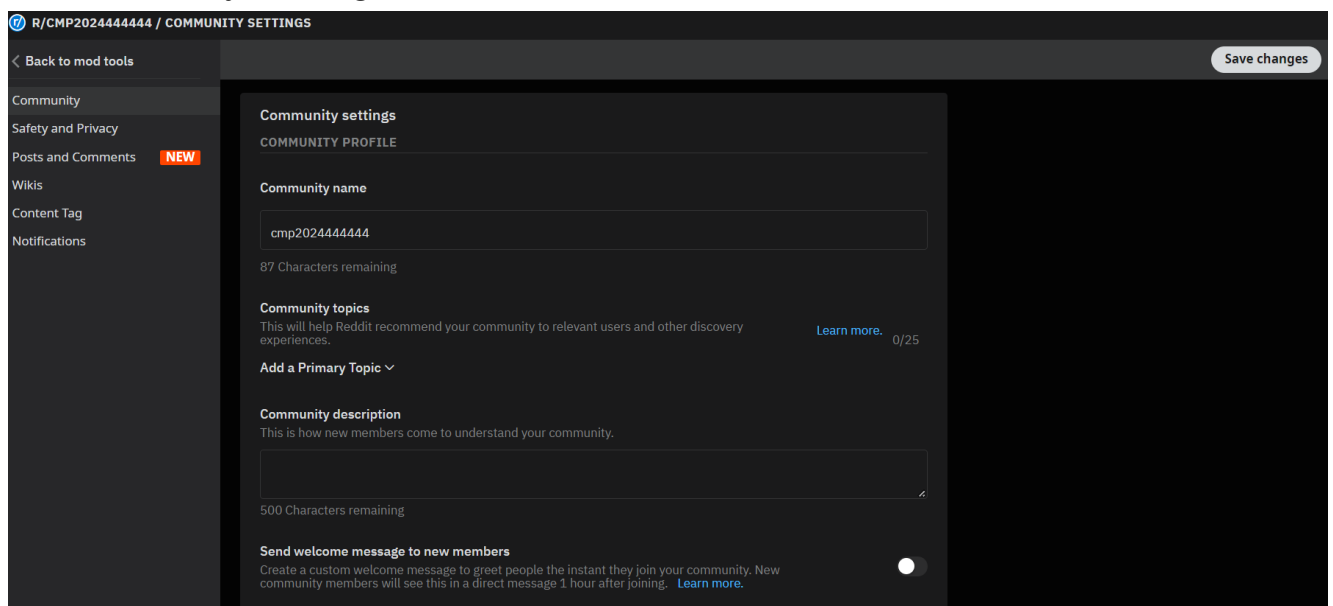 R/CMP2024444444 / COMMUNITY SETTINGS
Back to mod tools
Save changes
Community
Safety and Privacy
Posts and Comments NEW
Wikis
Content Tag
Notifications
Community settings
COMMUNITY PROFILE
Community name
cmp2024444444
87 Characters remaining
Community topics
This will help Reddit recommend your community to relevant users and other discovery
experiences.
Learn more.
0/25
Add a Primary Topic
Community description
This is how new members come to understand your community.
500 Characters remaining
Send welcome message to new members
Create a custom welcome message to greet people the instant they join your community. New
community members will see this in a direct message 1 hour after joining. Learn more.